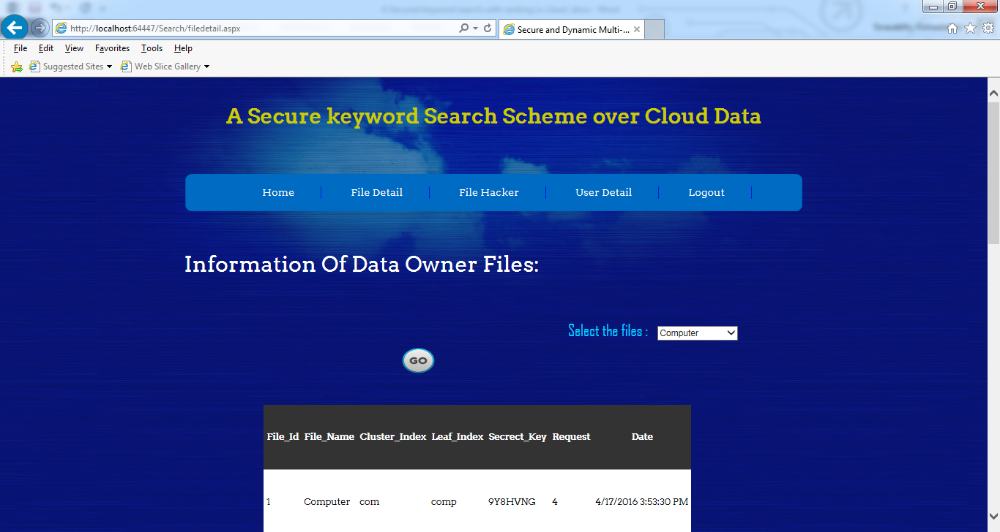 http://localhost:64447/Search/filedetail.aspx
Secure and Dynamic Multi-...
File Edit View Favorites Tools Help
Suggested Sites Web Slice Gallery
A Secure keyword Search Scheme over Cloud Data
Home File Detail File Hacker User Detail Logout
Information Of Data Owner Files:
Select the files : Computer
GO
File_Id File_Name Cluster_Index Leaf_Index Secrect_Key Request Date
1 Computer com comp 9Y8HVNG 4 4/17/2016 3:53:30 PM